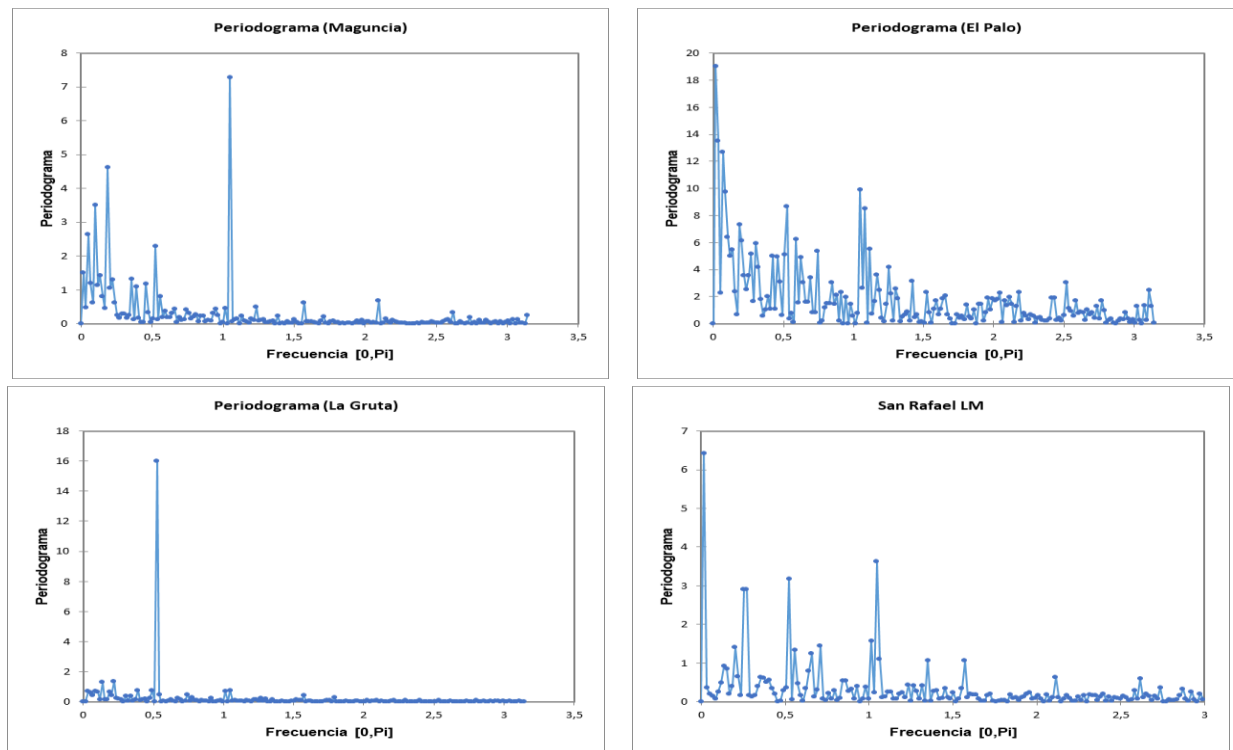 Periodograma (Maguncia)
8
7
6
5
4
3
2
1
0
Periodograma
0 0,5 1 1,5 2 2,5 3 3,5
Frecuencia [0,Pi]
Periodograma (El Palo)
20
18
16
14
12
10
8
6
4
2
0
Periodograma
0 0,5 1 1,5 2 2,5 3 3,5
Frecuencia [0,Pi]
Periodograma (La Gruta)
18
16
14
12
10
8
6
4
2
0
Periodograma
0 0,5 1 1,5 2 2,5 3 3,5
Frecuencia [0,Pi]
San Rafael LM
7
6
5
4
3
2
1
0
Periodograma
0 0,5 1 1,5 2 2,5 3
Frecuencia [0,Pi]